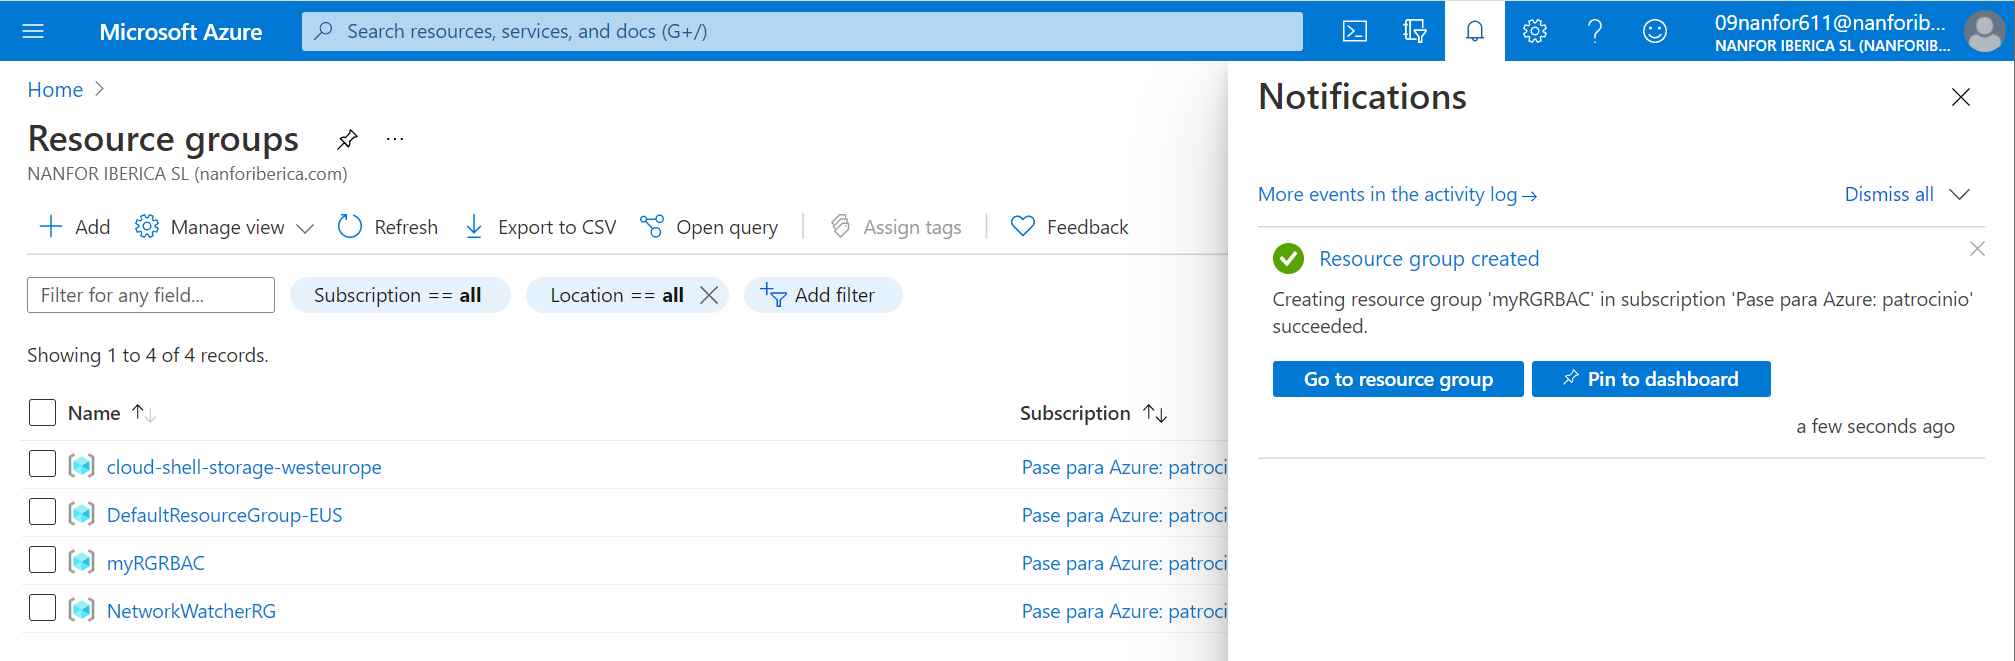 Microsoft Azure
Search resources, services, and docs (G+/)
09nanfor611@nanforib...
NANFOR IBERICA SL (NANFORIB...
Home
Resource groups
NANFOR IBERICA SL (nanforiberica.com)
Add Manage view Refresh Export to CSV Open query Assign tags Feedback
Filter for any field...
Subscription == all
Location == all
Add filter
Showing 1 to 4 of 4 records.
Name Subscription
cloud-shell-storage-westeurope Pase para Azure: patroci
DefaultResourceGroup-EUS Pase para Azure: patroci
myRGRBAC Pase para Azure: patroci
NetworkWatcherRG Pase para Azure: patroci
Notifications
More events in the activity log→
Dismiss all
Resource group created
Creating resource group 'myRGRBAC' in subscription 'Pase para Azure: patrocinio'
succeeded.
Go to resource group
Pin to dashboard
a few seconds ago